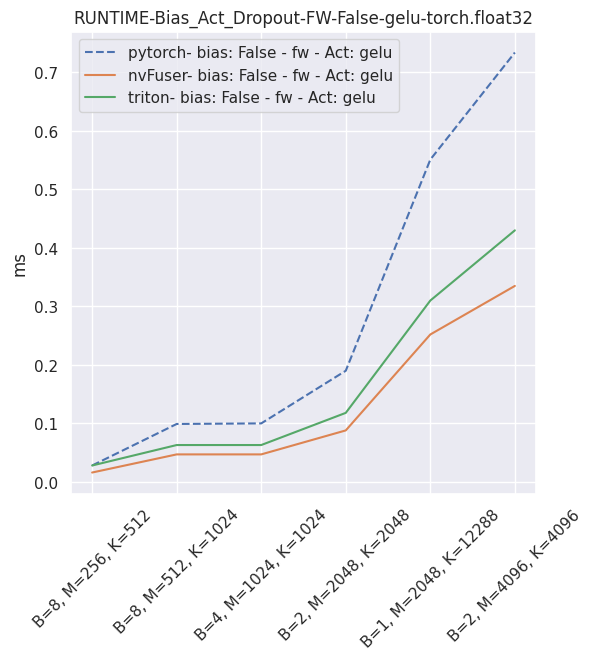 RUNTIME-Bias_Act_Dropout-FW-False-gelu-torch.float32
pytorch- bias: False - fw - Act: gelu
nvFuser- bias: False - fw - Act: gelu
triton- bias: False - fw - Act: gelu
ms
0.7
0.6
0.5
0.4
0.3
0.2
0.1
0.0
B=8, M=256, K=512
B=8, M=512, K=1024
B=4, M=1024, K=1024
B=2, M=2048, K=2048
B=1, M=2048, K=12288
B=2, M=4096, K=4096